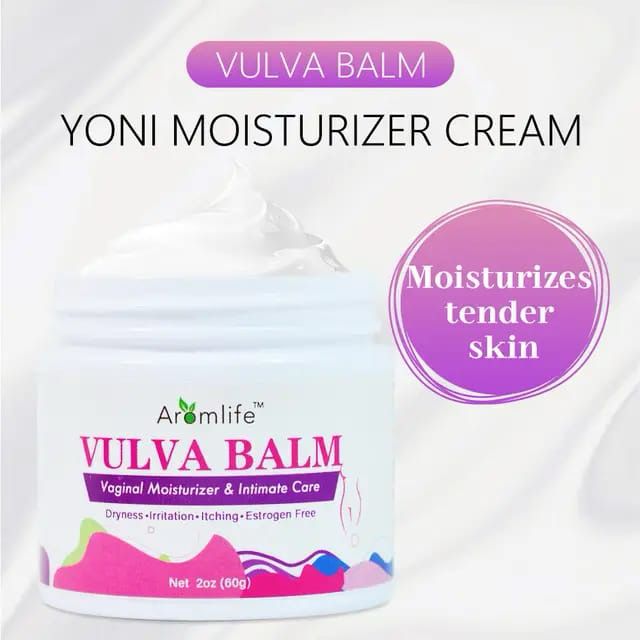 VULVA BALM
YONI MOISTURIZER CREAM
Moisturizes
tender
skin
Aromlife™
VULVA BALM
Vaginal Moisturizer & Intimate Care
Dryness•Irritation•Itching•Estrogen Free
Net 2oz (60g)